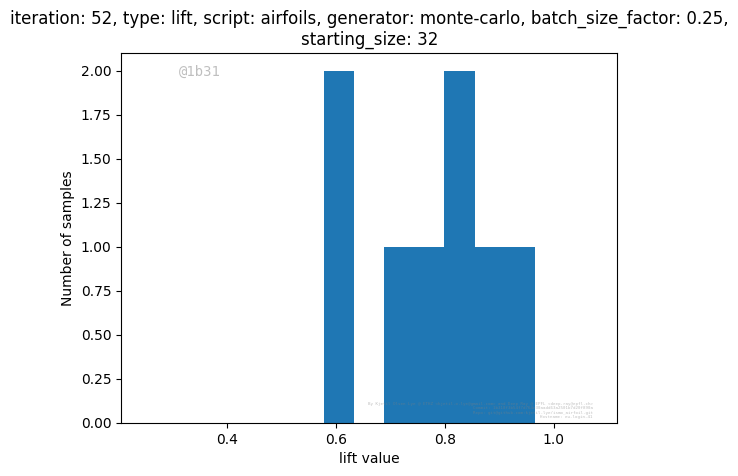 iteration: 52, type: lift, script: airfoils, generator: monte-carlo, batch_size_factor: 0.25,
starting_size: 32
@1b31
2.00
1.75
1.50
1.25
1.00
0.75
0.50
0.25
0.00
Number of samples
0.4 0.6 0.8 1.0
lift value